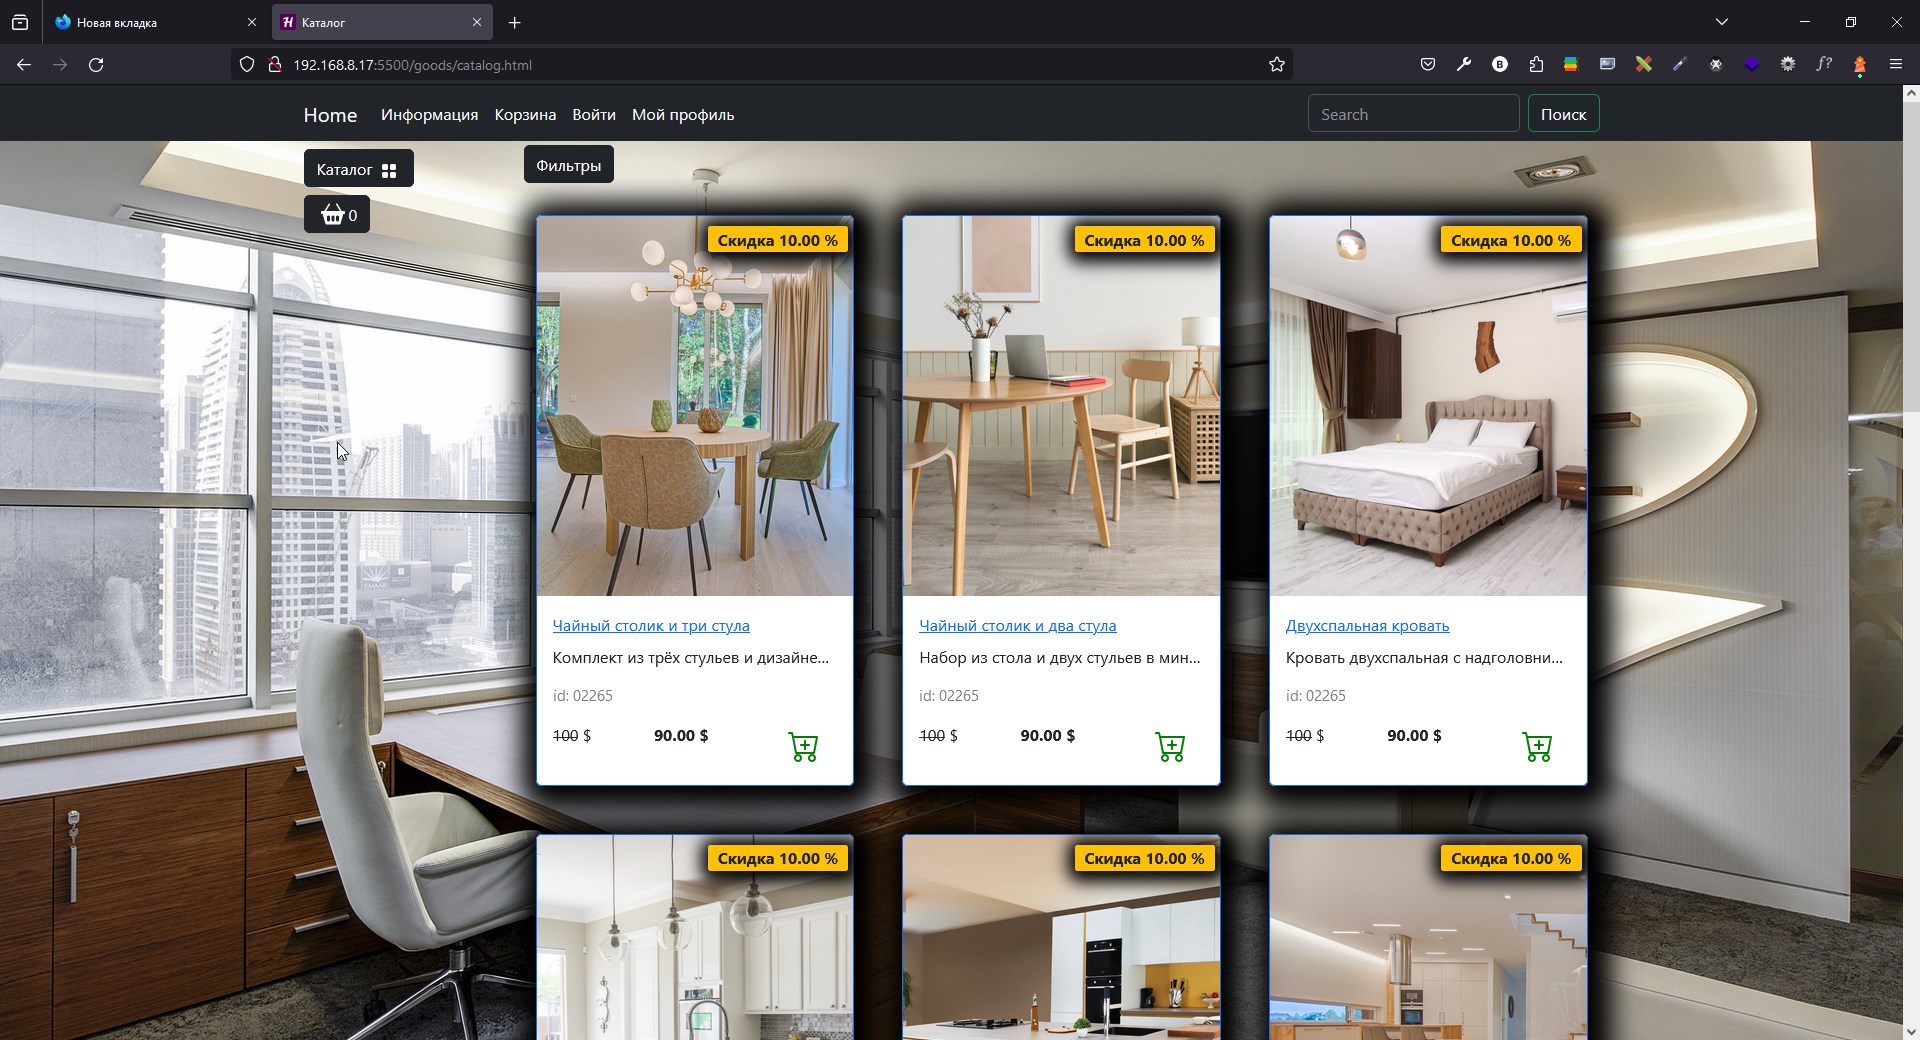 Новая вкладка
Каталог
192.168.8.17:5500/goods/catalog.html
B
f?
Home Информация Корзина Войти Мой профиль Search Поиск
Каталог
Фильтры
0
Скидка 10.00 %
Скидка 10.00 %
Скидка 10.00 %
Чайный столик и три стула
Комплект из трёх стульев и дизайне...
id: 02265
100 $ 90.00 $
Чайный столик и два стула
Набор из стола и двух стульев в мин...
id: 02265
100 $ 90.00 $
Двухспальная кровать
Кровать двухспальная с надголовни...
id: 02265
100 $ 90.00 $
Скидка 10.00 %
Скидка 10.00 %
Скидка 10.00 %